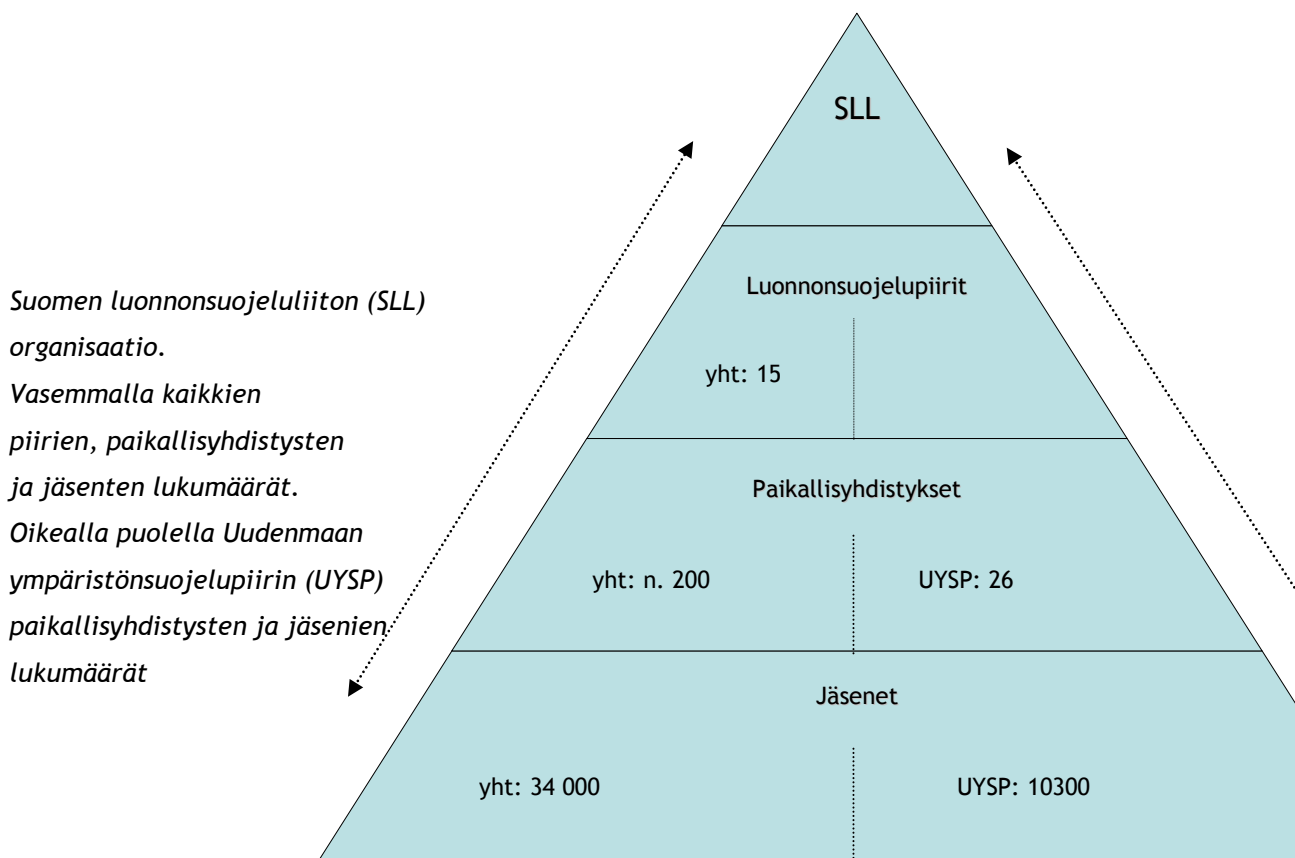 SLL
Luonnonsuojelupiirit
yht: 15
Paikallisyhdistykset
yht: n. 200
UYSP: 26
Jäsenet
yht: 34 000
UYSP: 10300
Suomen luonnonsuojeluliiton (SLL)
organisaatio.
Vasemmalla kaikkien
piirien, paikallisyhdistysten
ja jäsenten lukumäärät.
Oikealla puolella Uudenmaan
ympäristönsuojelupiirin (UYSP)
paikallisyhdistysten ja jäsenien
lukumäärät